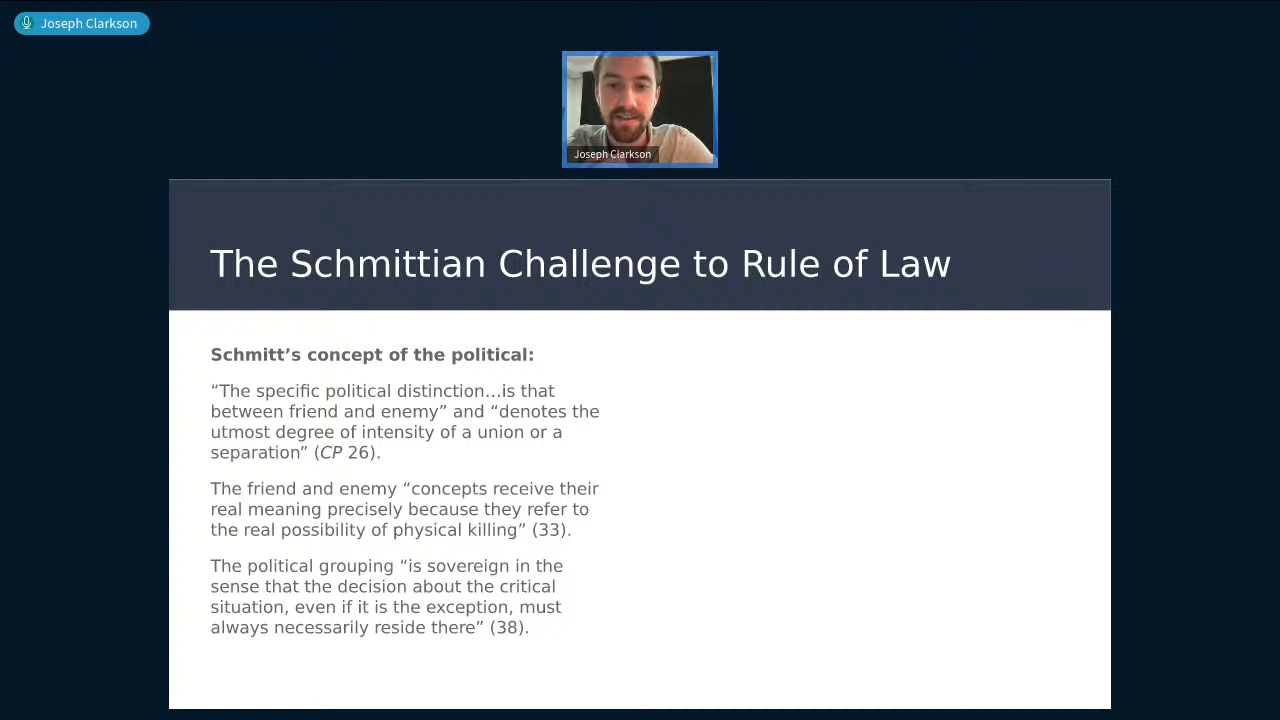 Joseph Clarkson
Joseph Clarkson
The Schmittian Challenge to Rule of Law
Schmitt’s concept of the political:
“The specific political distinction…is that
between friend and enemy” and “denotes the
utmost degree of intensity of a union or a
separation” (CP 26).
The friend and enemy “concepts receive their
real meaning precisely because they refer to
the real possibility of physical killing” (33).
The political grouping “is sovereign in the
sense that the decision about the critical
situation, even if it is the exception, must
always necessarily reside there” (38).